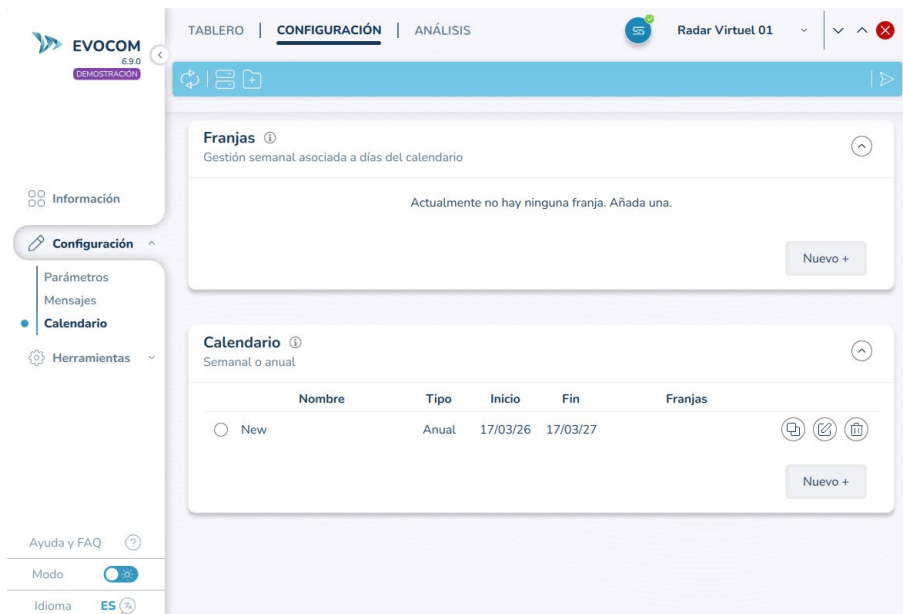 EVOCOM
6.9.0
DEMOSTRACIÓN
TABLERO | CONFIGURACIÓN | ANÁLISIS
Radar Virtuel 01
Información
Configuración
Parámetros
Mensajes
Calendario
Herramientas
Ayuda y FAQ
Modo
Idioma ES
Franjas
Gestión semanal asociada a días del calendario
Actualmente no hay ninguna franja. Añada una.
Nuevo +
Calendario
Semanal o anual
Nombre Tipo Inicio Fin Franjas
New Anual 17/03/26 17/03/27
Nuevo +